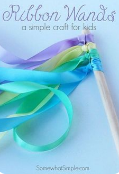 Ribbon Wands
a simple craft for kids
SomewhatSimple.com